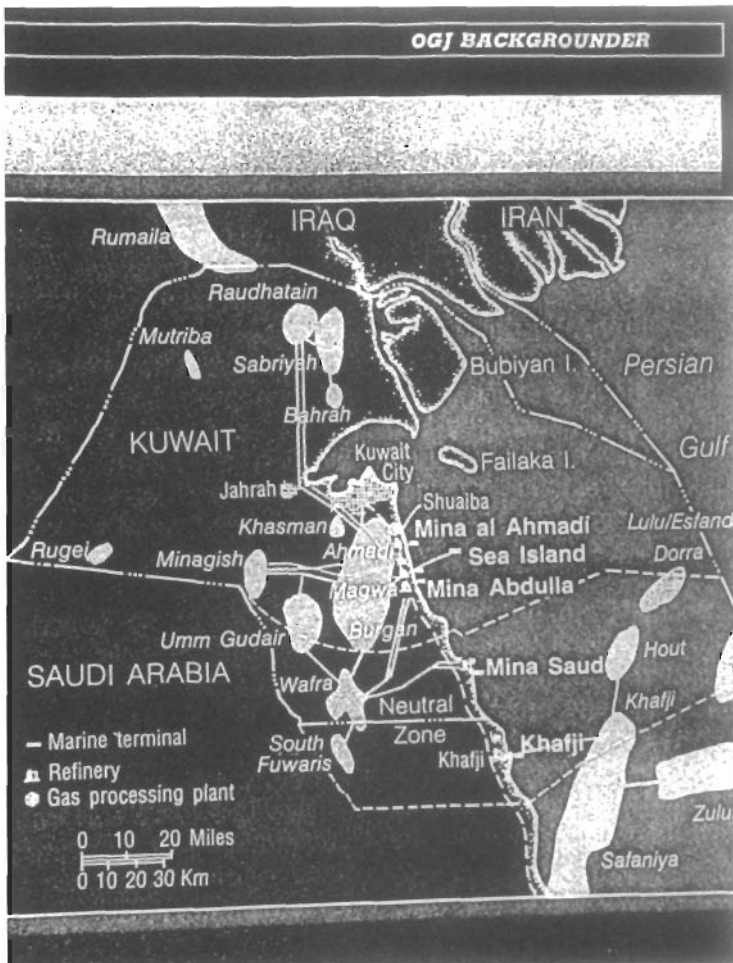 OGJ BACKGROUNDER
IRAQ
IRAN
Rumaila
Raudhatain
Mutriba
Sabriyah
Bubiyan I.
Persian
Bahrah
KUWAIT
Kuwait
City
Gulf
Failaka I.
Jahrah
Shuaiba
Khasman
Mina al Ahmadi
Lulu/Esfand
Ahmadi
Sea Island
Dorra
Rugei
Minagish
Magwa
Mina Abdulla
Burgan
Umm Gudair
Hout
SAUDI ARABIA
Mina Saud
Wafra
Khafji
Neutral
Zone
Marine terminal
South
Fuwaris
Khafji
Khafji
Refinery
Gas processing plant
Zulu
0 10 20 Miles
0 10 20 30 Km
Safaniya